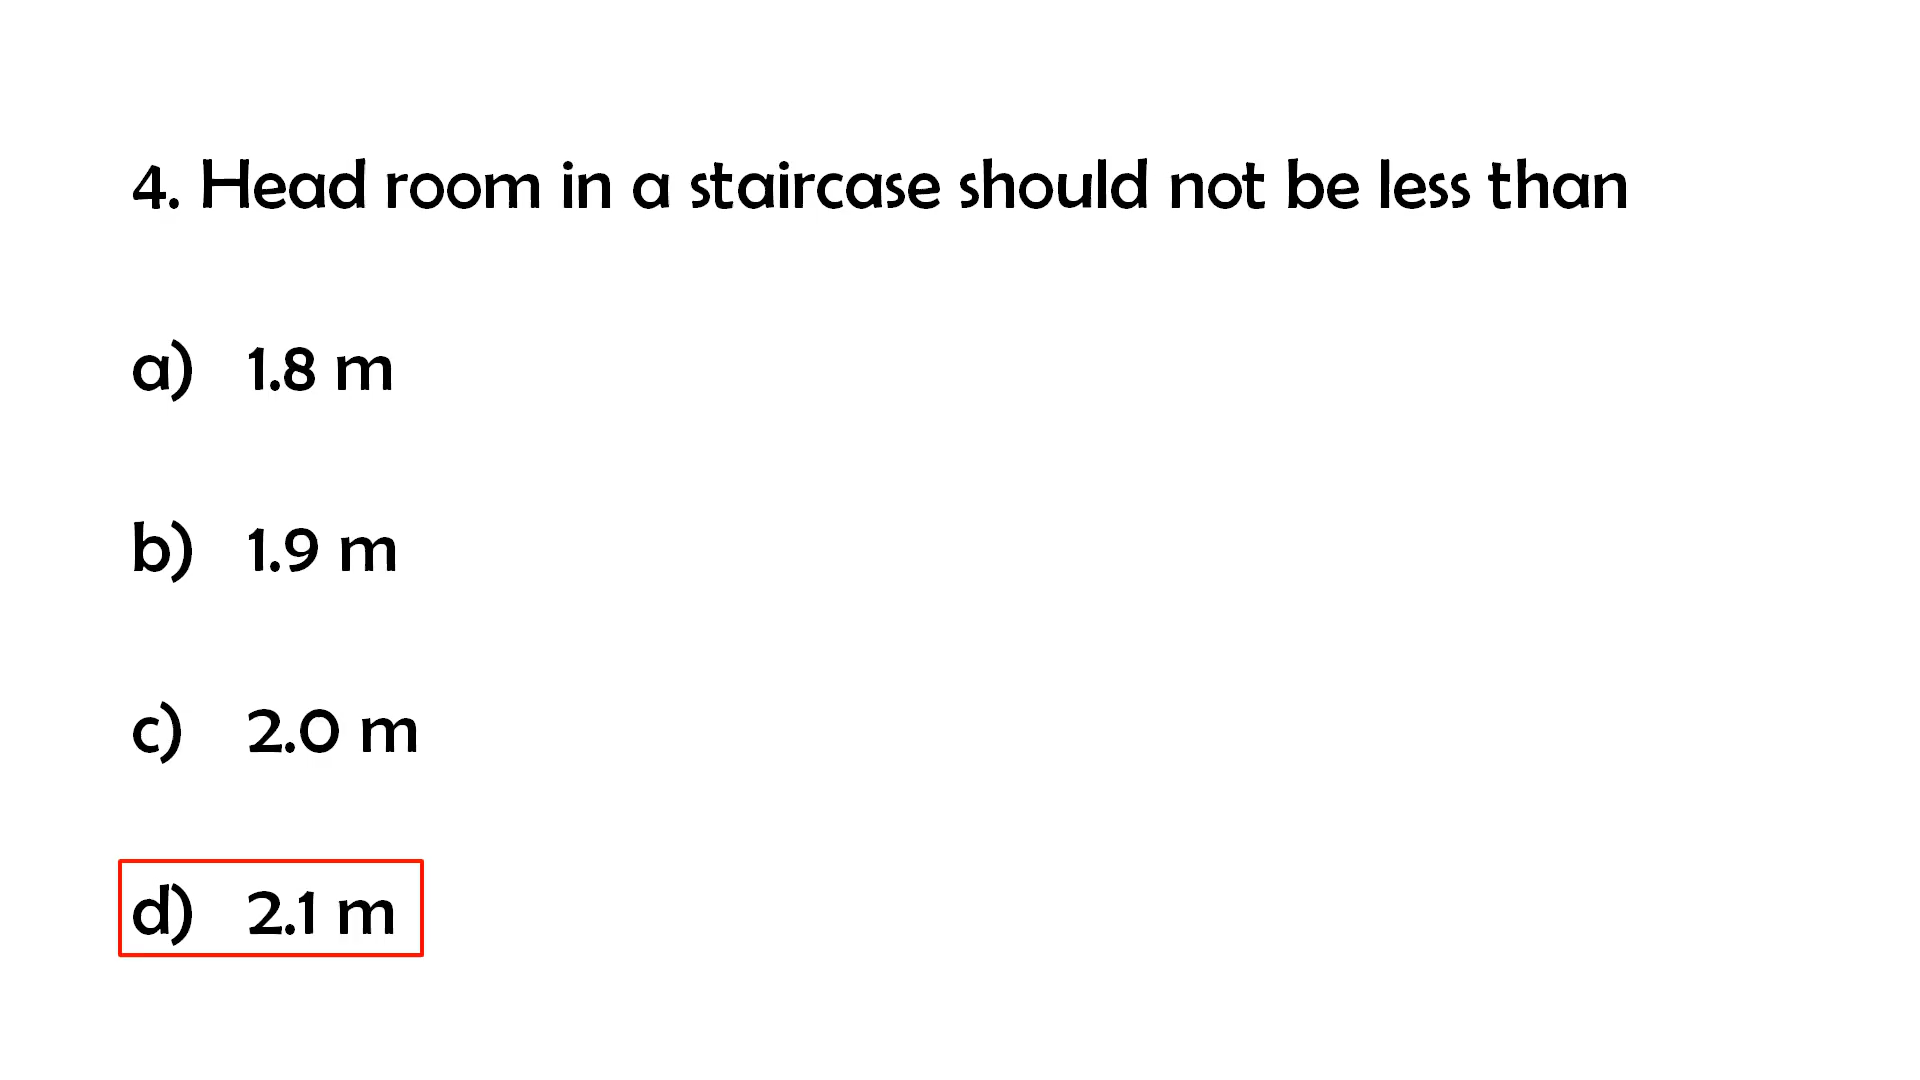 4. Head room in a staircase should not be less than
a) 1.8 m
b) 1.9 m
c) 2.0 m
d) 2.1 m